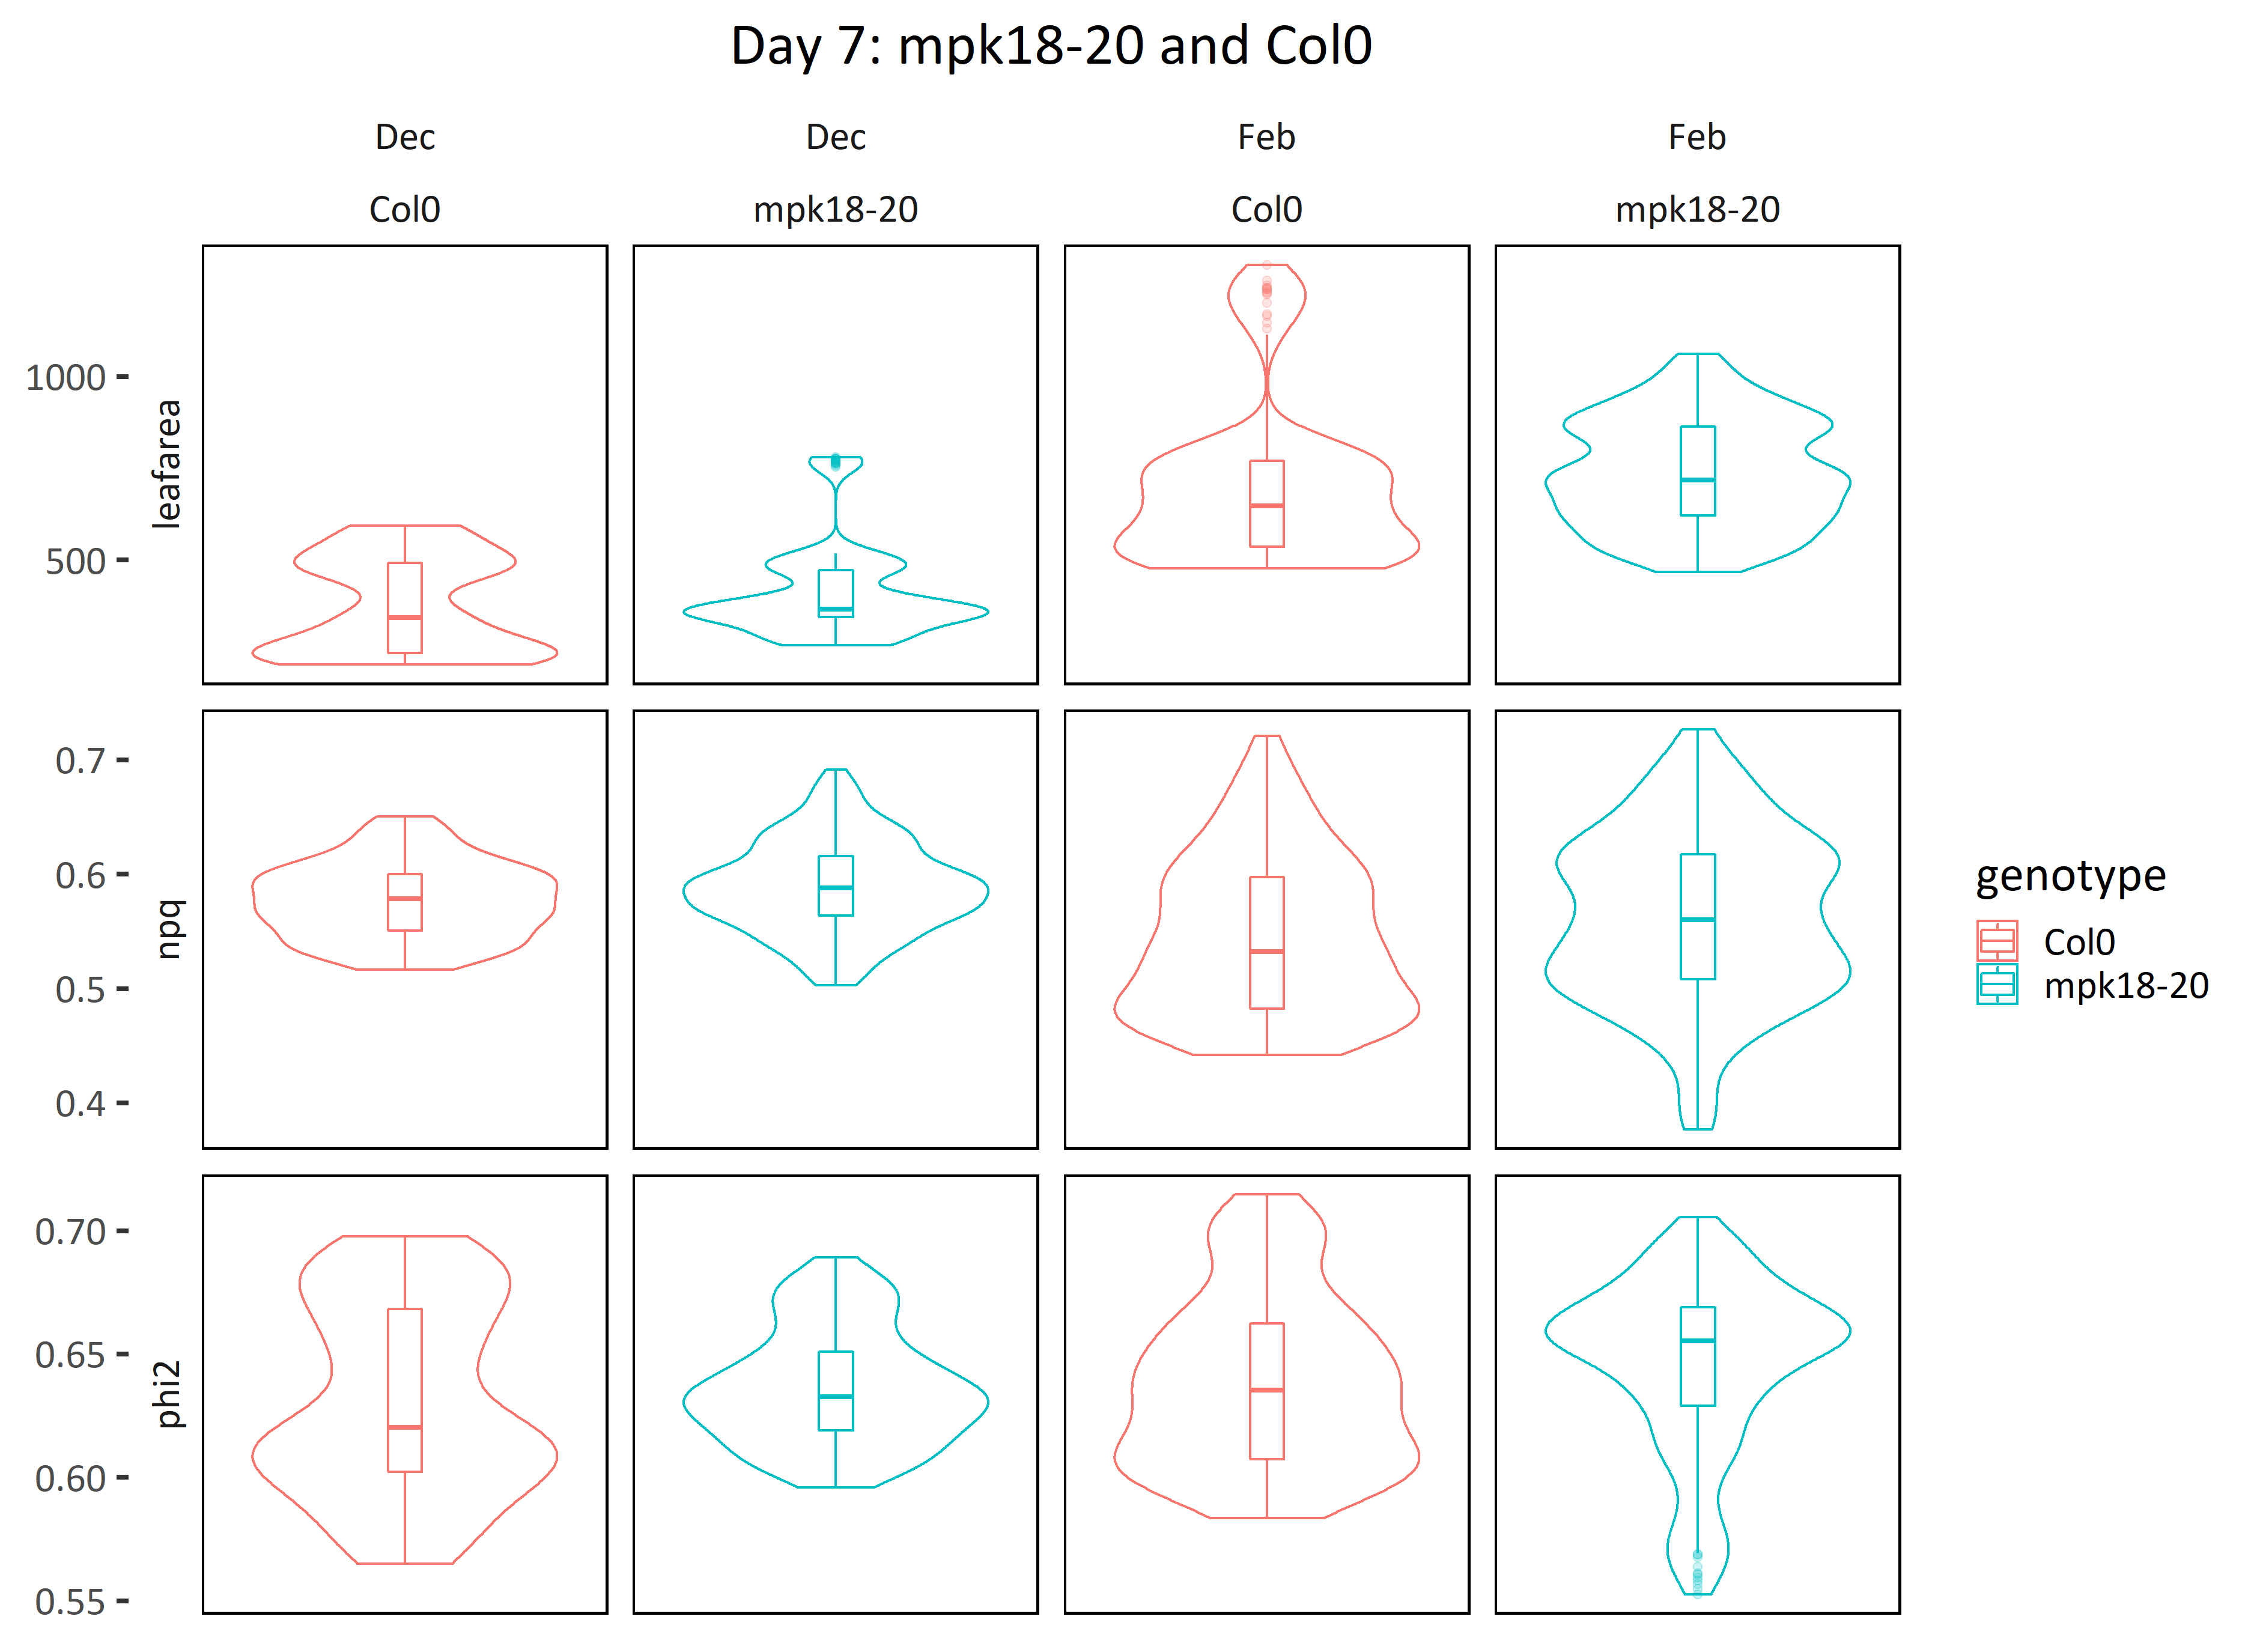 Day 7: mpk18-20 and Col0
Dec Dec Feb Feb
Col0 mpk18-20 Col0 mpk18-20
leafarea
1000
500
npq
0.7
0.6
0.5
0.4
phi2
0.70
0.65
0.60
0.55
genotype
Col0
mpk18-20